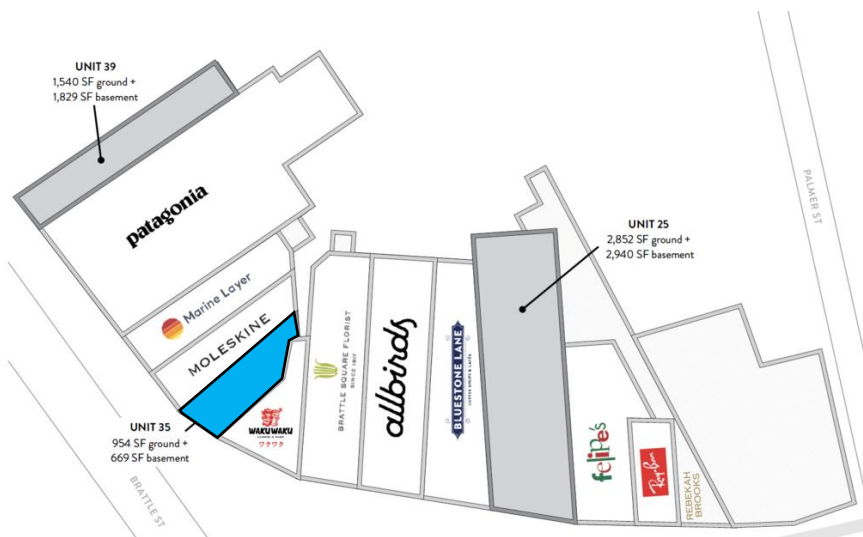 UNIT 39
1,540 SF ground +
1,829 SF basement
patagonia
Marine Layer
MOLESKINE
UNIT 35
954 SF ground +
669 SF basement
WAKUWAKU
ワクワク
BRATTLE SQUARE FLORIST
SINCE 1917
allbirds
BLUESTONE LANE
UNIT 25
2,852 SF ground +
2,940 SF basement
felipe's
Ray-Ban
REBEKAH
BROOKS
BRATTLE ST
PALMER ST